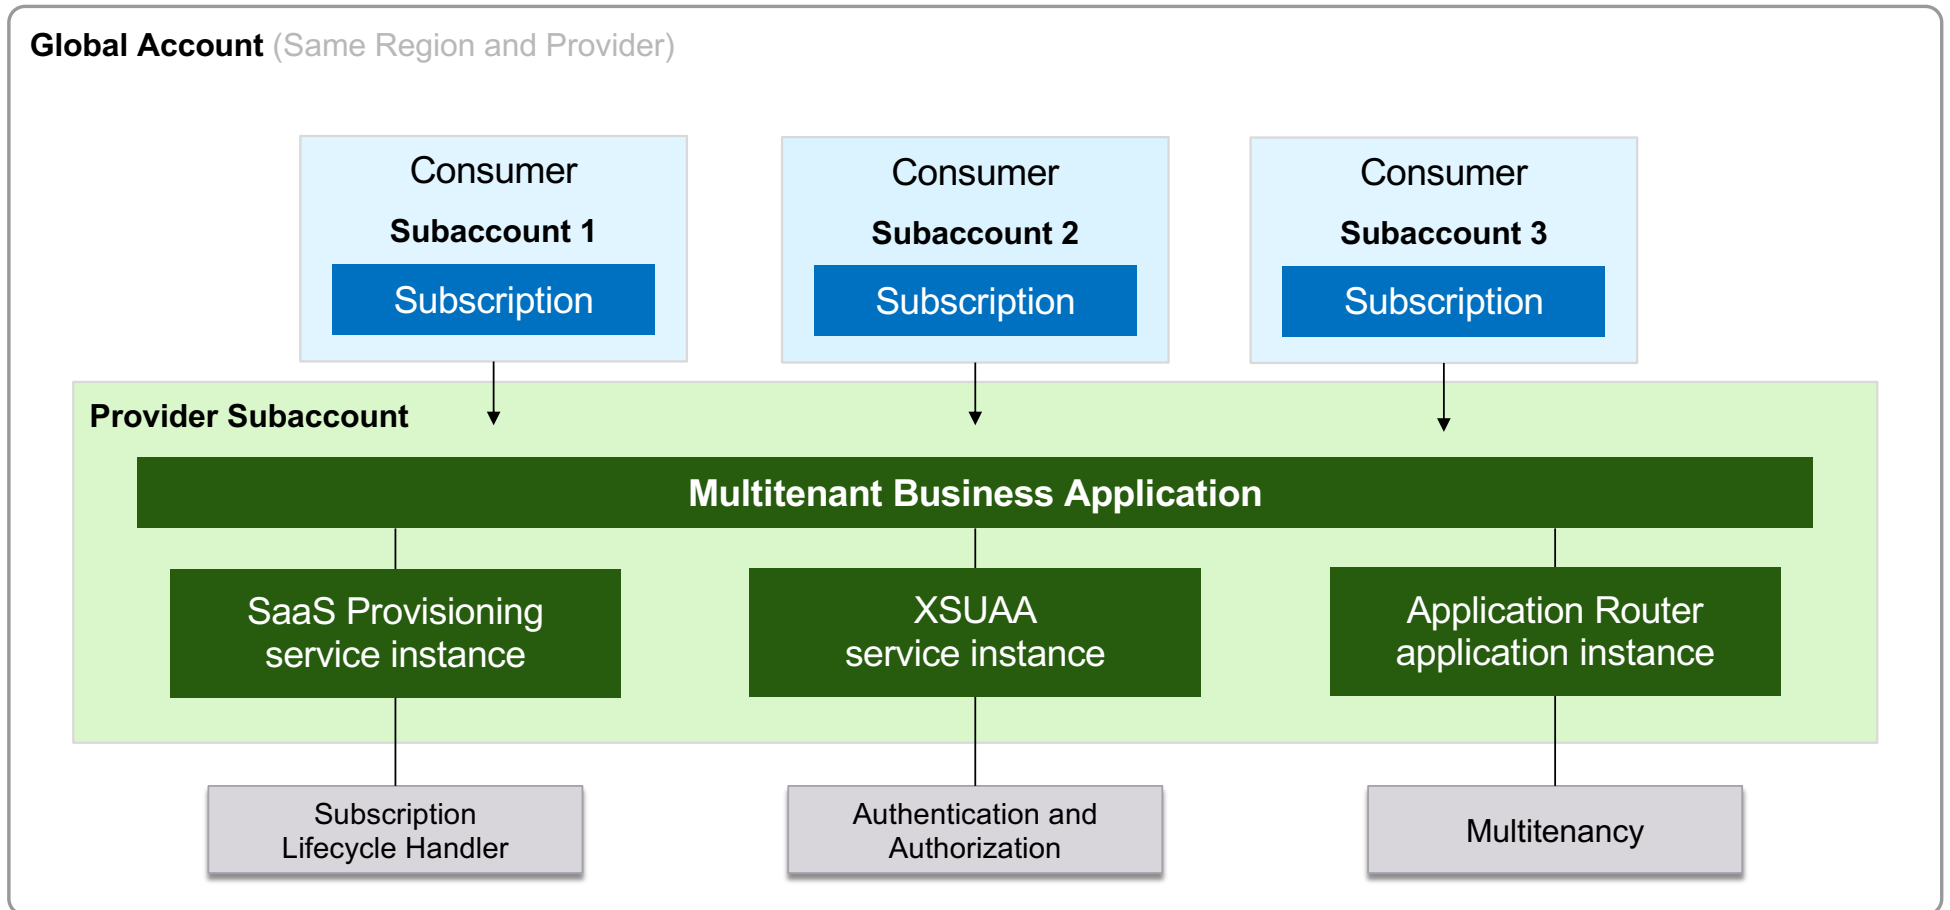 Global Account (Same Region and Provider)
Consumer
Subaccount 1
Subscription
Consumer
Subaccount 2
Subscription
Consumer
Subaccount 3
Subscription
Provider Subaccount
Multitenant Business Application
SaaS Provisioning
service instance
XSUAA
service instance
Application Router
application instance
Subscription
Lifecycle Handler
Authentication and
Authorization
Multitenancy